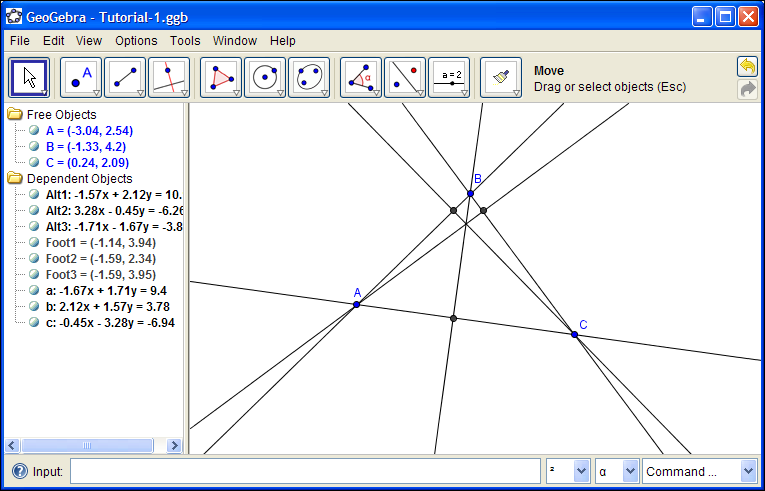 GeoGebra - Tutorial-1.ggb
File Edit View Options Tools Window Help
A
α
a = 2
Move
Drag or select objects (Esc)
Free Objects
A = (-3.04, 2.54)
B = (-1.33, 4.2)
C = (0.24, 2.09)
Dependent Objects
Alt1: -1.57x + 2.12y = 10.
Alt2: 3.28x - 0.45y = -6.26
Alt3: -1.71x - 1.67y = -3.8
Foot1 = (-1.14, 3.94)
Foot2 = (-1.59, 2.34)
Foot3 = (-1.59, 3.95)
a: -1.67x + 1.71y = 9.4
b: 2.12x + 1.57y = 3.78
c: -0.45x - 3.28y = -6.94
B
A
C
Input: ² α Command ...